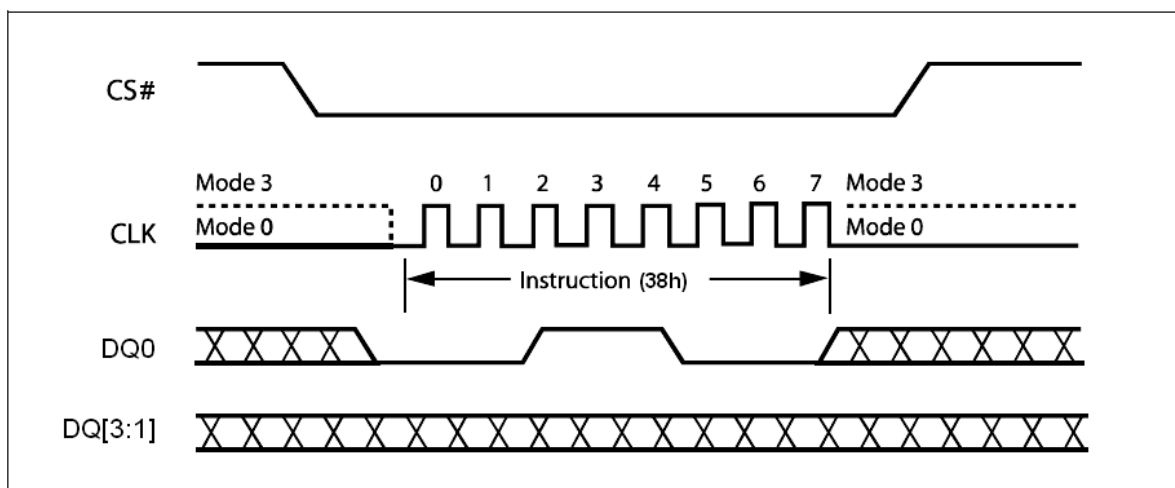 CS#
Mode 3
0 1 2 3 4 5 6 7
Mode 3
CLK
Mode 0
Mode 0
Instruction (38h)
DQ0
DQ[3:1]